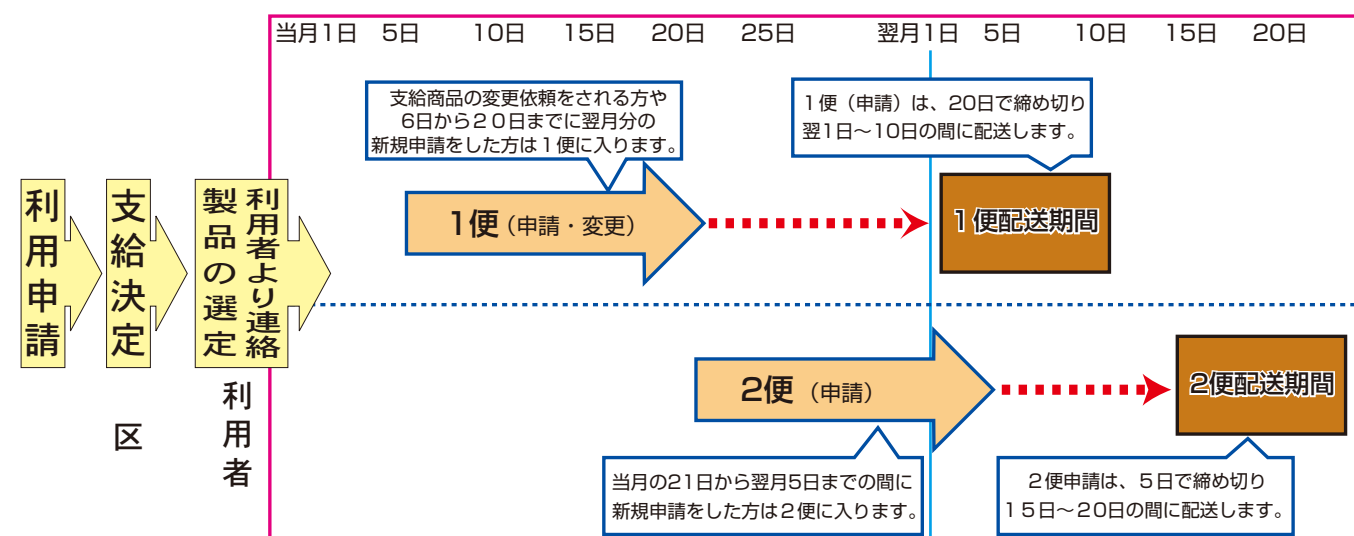 当月1日 5日 10日 15日 20日 25日 翌月1日 5日 10日 15日 20日
支給商品の変更依頼をされる方や
6日から２０日までに翌月分の
新規申請をした方は１便に入ります。
１便（申請）は、20日で締め切り
翌1日～10日の間に配送します。
利用申請
支給決定
利用者より連絡
製品の選定
1便（申請・変更）
１便配送期間
2便（申請）
2便配送期間
区
利用者
当月の21日から翌月5日までの間に
新規申請をした方は２便に入ります。
２便申請は、５日で締め切り
１５日～２０日の間に配送します。